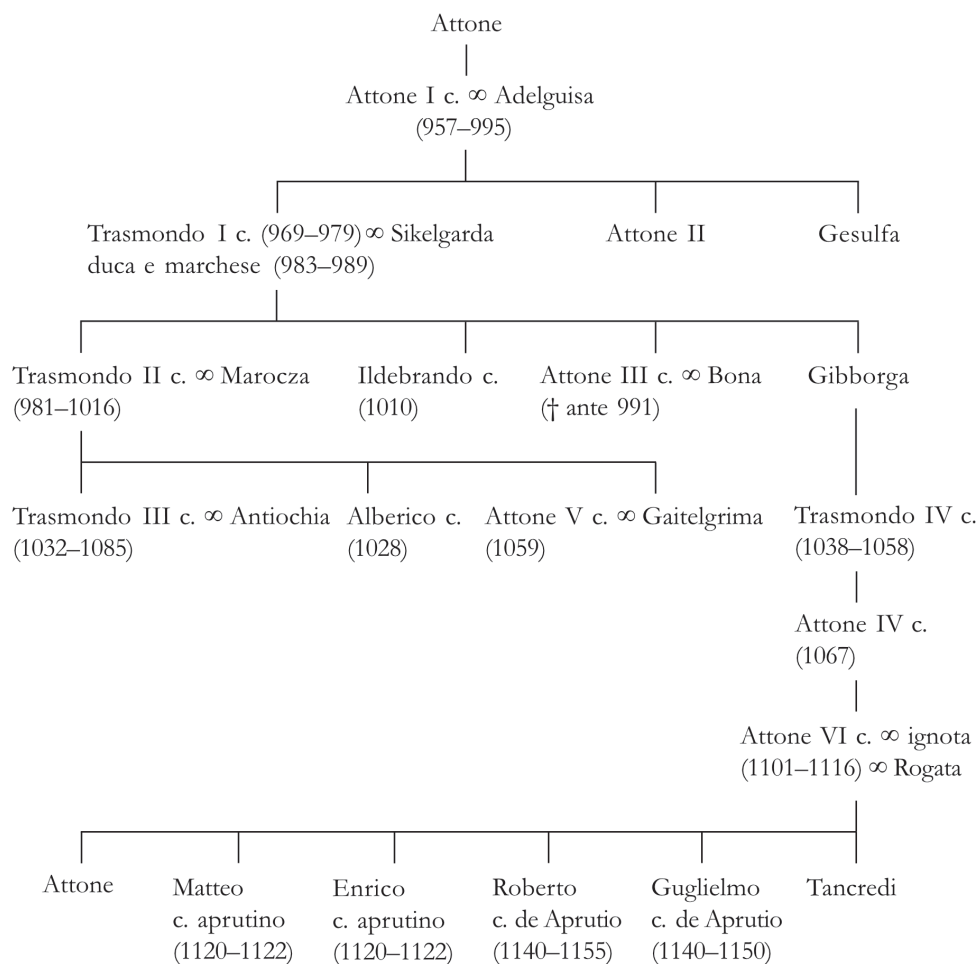 Attone
Attone I c. ∞ Adelguisa
(957–995)
Trasmondo I c. (969–979) ∞ Sikelgarda
duca e marchese (983–989)
Attone II
Gesulfa
Trasmondo II c. ∞ Marocza
(981–1016)
Ildebrando c.
(1010)
Attone III c. ∞ Bona
(† ante 991)
Gibborga
Trasmondo III c. ∞ Antiochia
(1032–1085)
Alberico c.
(1028)
Attone V c. ∞ Gaitelgrima
(1059)
Trasmondo IV c.
(1038–1058)
Attone IV c.
(1067)
Attone VI c. ∞ ignota
(1101–1116) ∞ Rogata
Attone
Matteo
c. aprutino
(1120–1122)
Enrico
c. aprutino
(1120–1122)
Roberto
c. de Aprutio
(1140–1155)
Guglielmo
c. de Aprutio
(1140–1150)
Tancredi